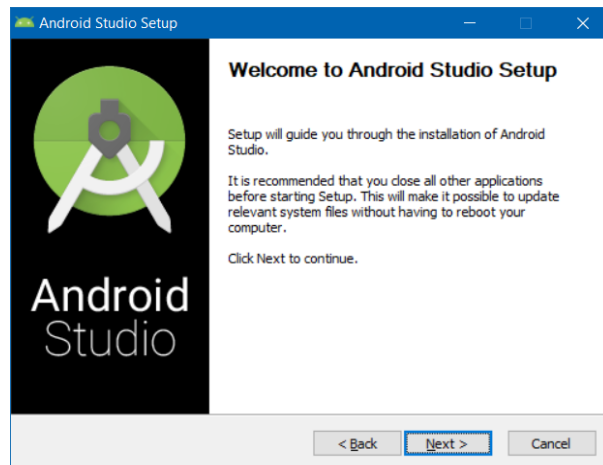 Android Studio Setup
Welcome to Android Studio Setup
Setup will guide you through the installation of Android
Studio.
It is recommended that you close all other applications
before starting Setup. This will make it possible to update
relevant system files without having to reboot your
computer.
Click Next to continue.
Android
Studio
< Back
Next >
Cancel